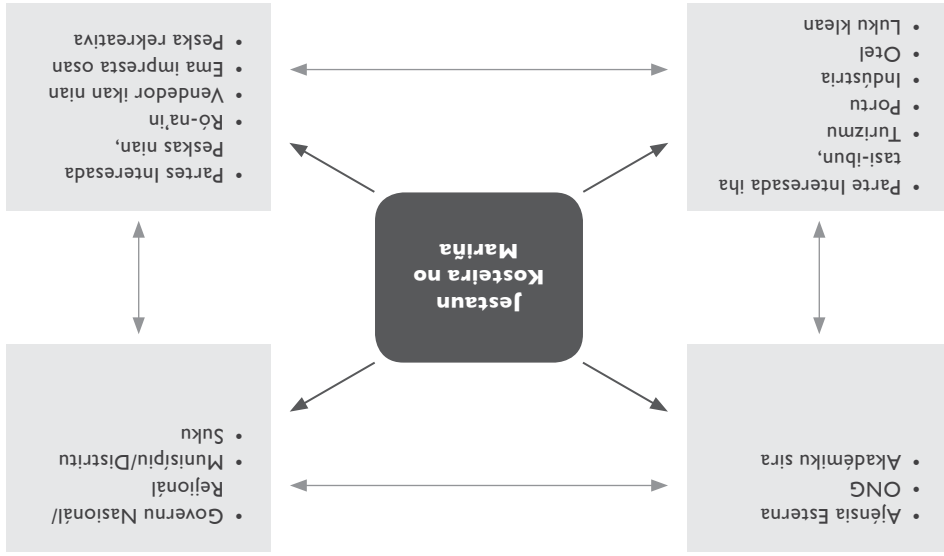 • Ajénsia Esterna
• ONG
• Akadémiku sira
• Governu Nasionál/
Rejionál
• Munisípiu/Distritu
• Suku
Jestaun
Kosteira no
Mariña
• Parte Interesada iha
tasi-ibun,
• Turizmu
• Portu
• Indústria
• Otel
• Luku klean
• Partes Interesada
Peskas nian,
• Ró-na'in
• Vendedor ikan nian
• Ema impresta osan
• Peska rekreativa